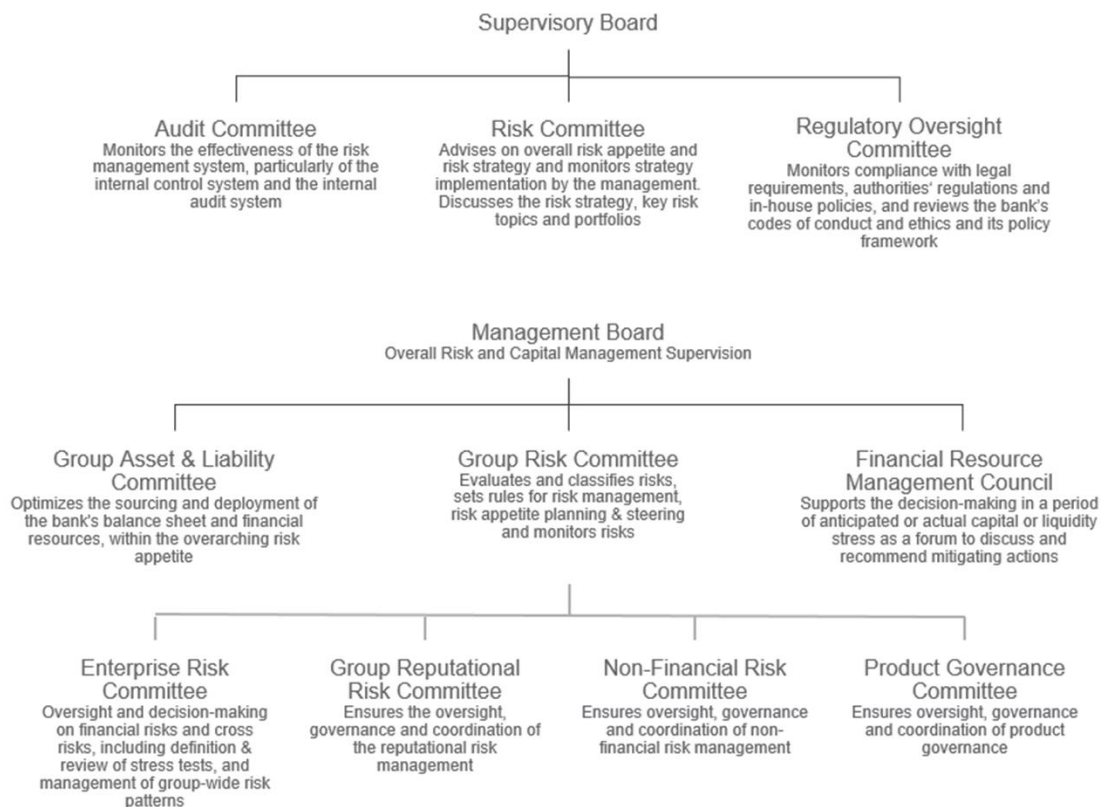 Supervisory Board
Audit Committee
Monitors the effectiveness of the risk
management system, particularly of the
internal control system and the internal
audit system
Risk Committee
Advises on overall risk appetite and
risk strategy and monitors strategy
implementation by the management.
Discusses the risk strategy, key risk
topics and portfolios
Regulatory Oversight
Committee
Monitors compliance with legal
requirements, authorities‘ regulations and
in-house policies, and reviews the bank's
codes of conduct and ethics and its policy
framework
Management Board
Overall Risk and Capital Management Supervision
Group Asset & Liability
Committee
Optimizes the sourcing and deployment of
the bank's balance sheet and financial
resources, within the overarching risk
appetite
Group Risk Committee
Evaluates and classifies risks,
sets rules for risk management,
risk appetite planning & steering
and monitors risks
Financial Resource
Management Council
Supports the decision-making in a period
of anticipated or actual capital or liquidity
stress as a forum to discuss and
recommend mitigating actions
Enterprise Risk
Committee
Oversight and decision-making
on financial risks and cross
risks, including definition &
review of stress tests, and
management of group-wide risk
patterns
Group Reputational
Risk Committee
Ensures the oversight,
governance and coordination of
the reputational risk
management
Non-Financial Risk
Committee
Ensures oversight, governance
and coordination of non-
financial risk management
Product Governance
Committee
Ensures oversight, governance
and coordination of product
governance